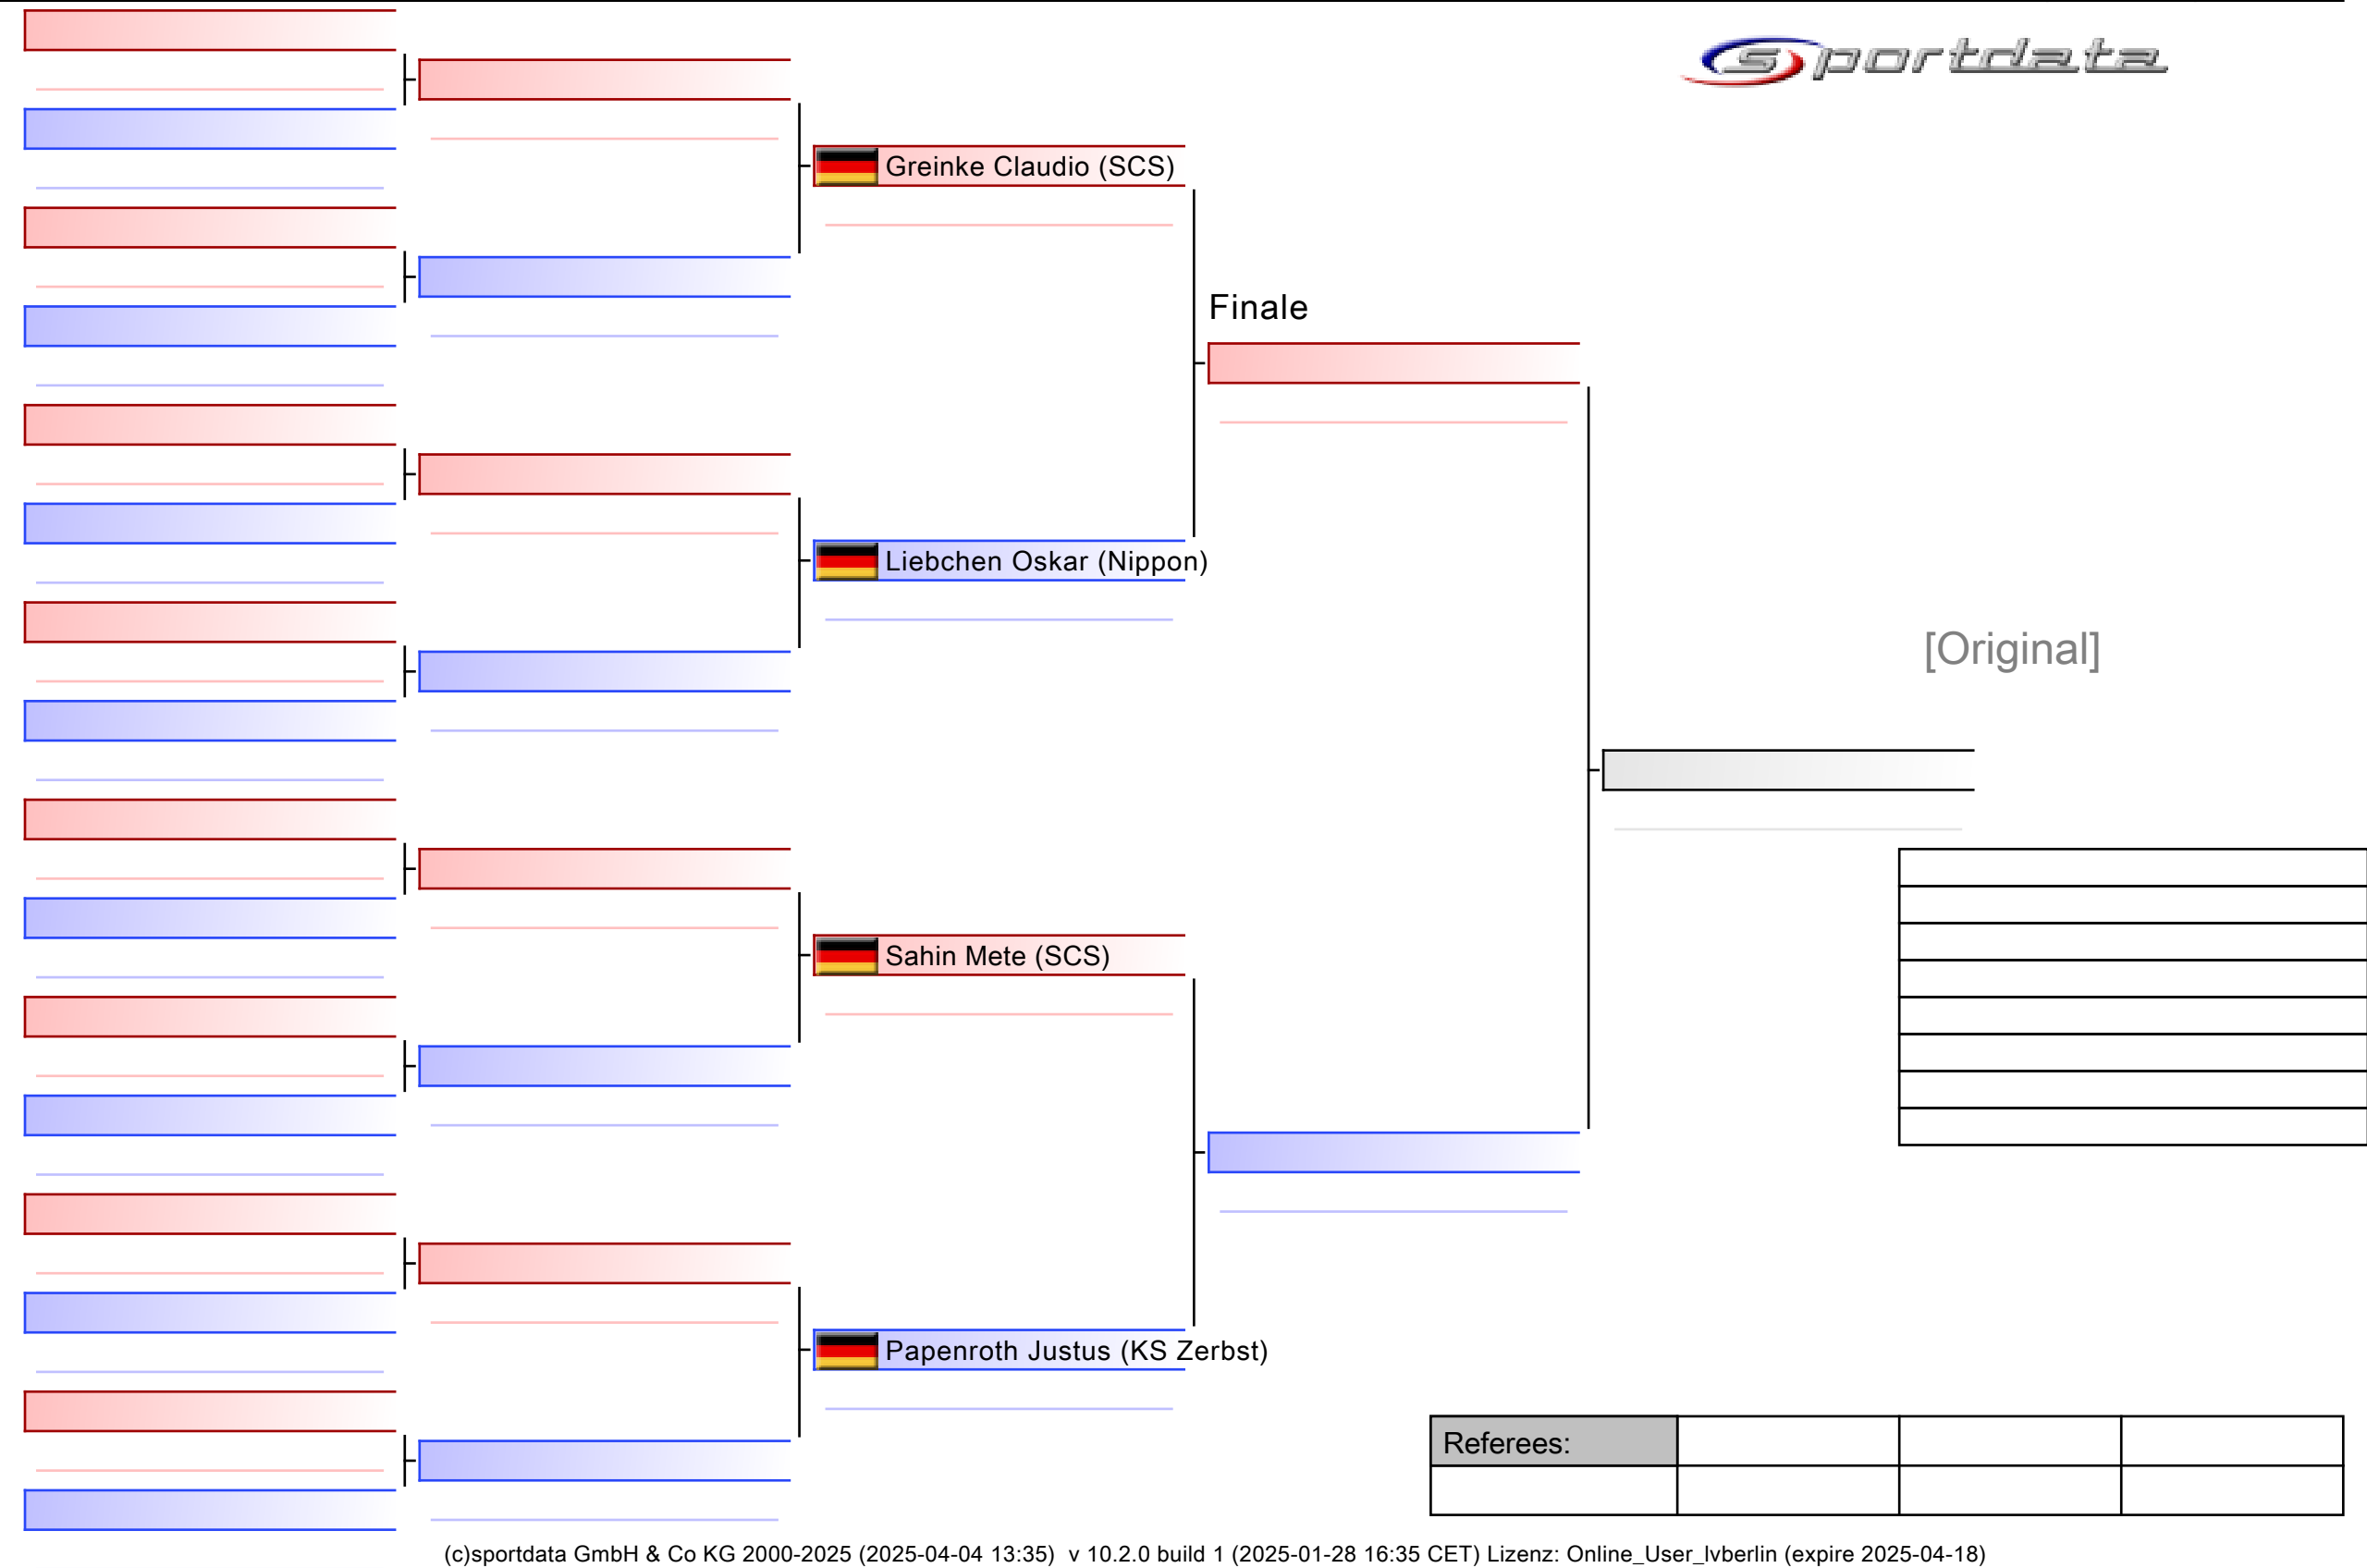 sportdata
Greinke Claudio (SCS)
Finale
Liebchen Oskar (Nippon)
[Original]
Sahin Mete (SCS)
Papenroth Justus (KS Zerbst)
Referees:
(c)sportdata GmbH & Co KG 2000-2025 (2025-04-04 13:35)  v 10.2.0 build 1 (2025-01-28 16:35 CET) Lizenz: Online_User_lvberlin (expire 2025-04-18)